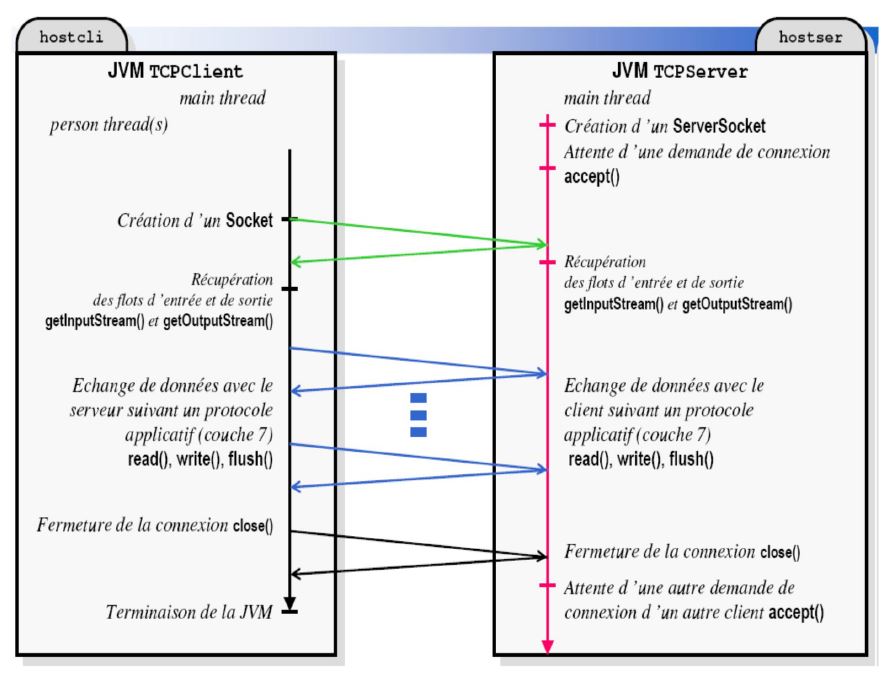 hostcli
hostser
JVM TCPClient
main thread
person thread(s)
Création d ’un Socket
Récupération
des flots d ’entrée et de sortie
getInputStream() et getOutputStream()
Echange de données avec le
serveur suivant un protocole
applicatif (couche 7)
read(), write(), flush()
Fermeture de la connexion close()
Terminaison de la JVM
JVM TCPServer
main thread
Création d ’un ServerSocket
Attente d ’une demande de connexion
accept()
Récupération
des flots d ’entrée et de sortie
getInputStream() et getOutputStream()
Echange de données avec le
client suivant un protocole
applicatif (couche 7)
read(), write(), flush()
Fermeture de la connexion close()
Attente d ’une autre demande de
connexion d ’un autre client accept()